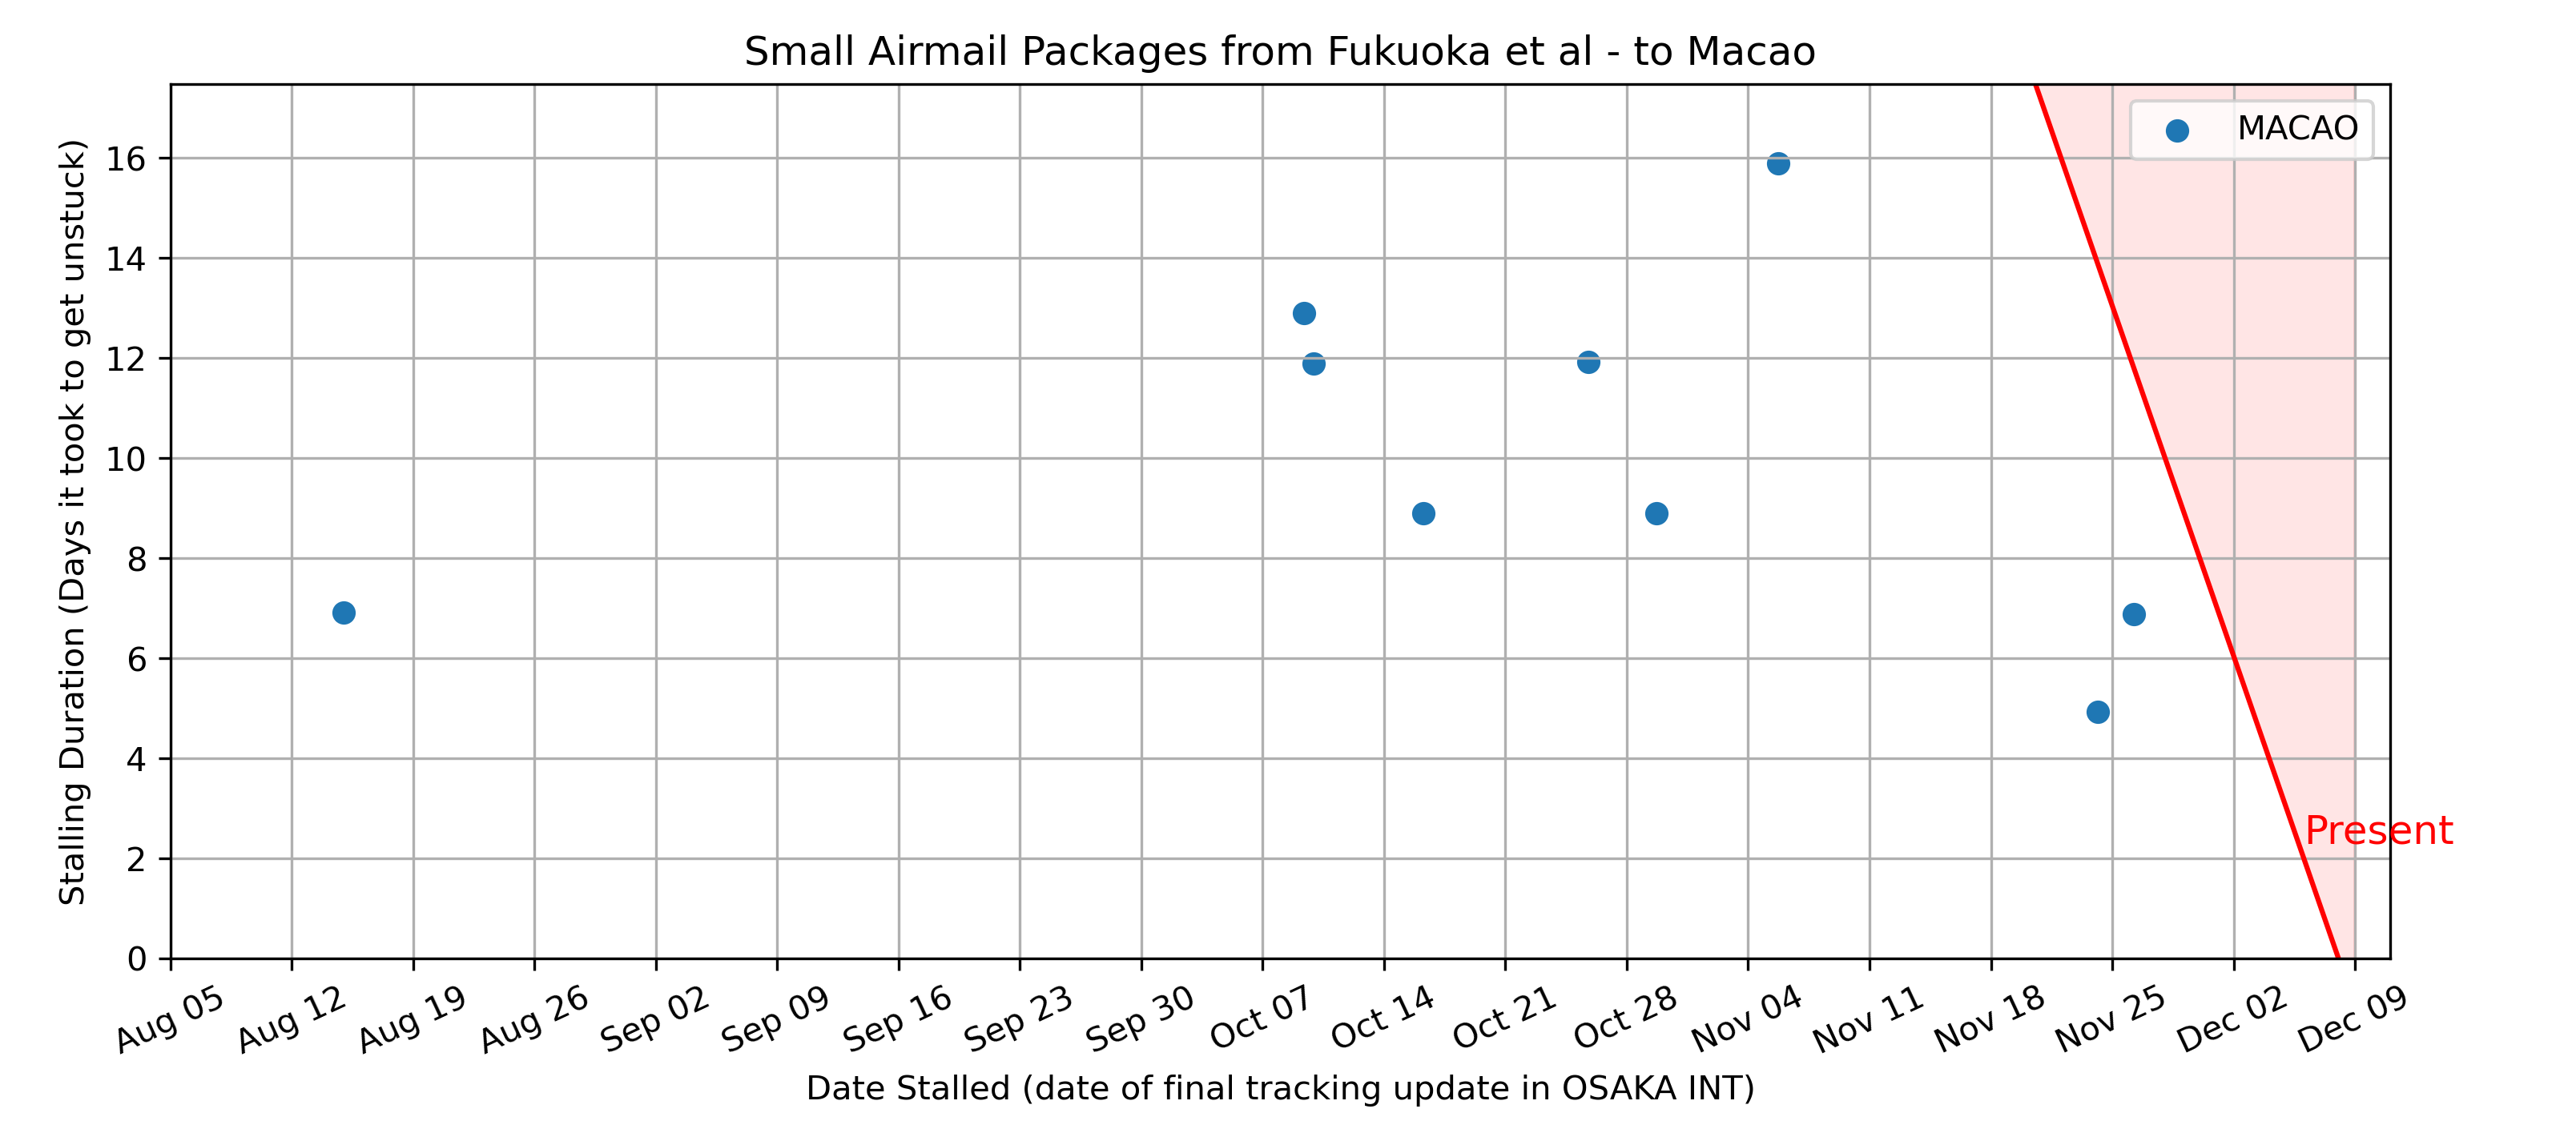 Small Airmail Packages from Fukuoka et al - to Macao
MACAO
Stalling Duration (Days it took to get unstuck)
16
14
12
10
8
6
4
2
0
Present
Aug 05 Aug 12 Aug 19 Aug 26 Sep 02 Sep 09 Sep 16 Sep 23 Sep 30 Oct 07 Oct 14 Oct 21 Oct 28 Nov 04 Nov 11 Nov 18 Nov 25 Dec 02 Dec 09
Date Stalled (date of final tracking update in OSAKA INT)